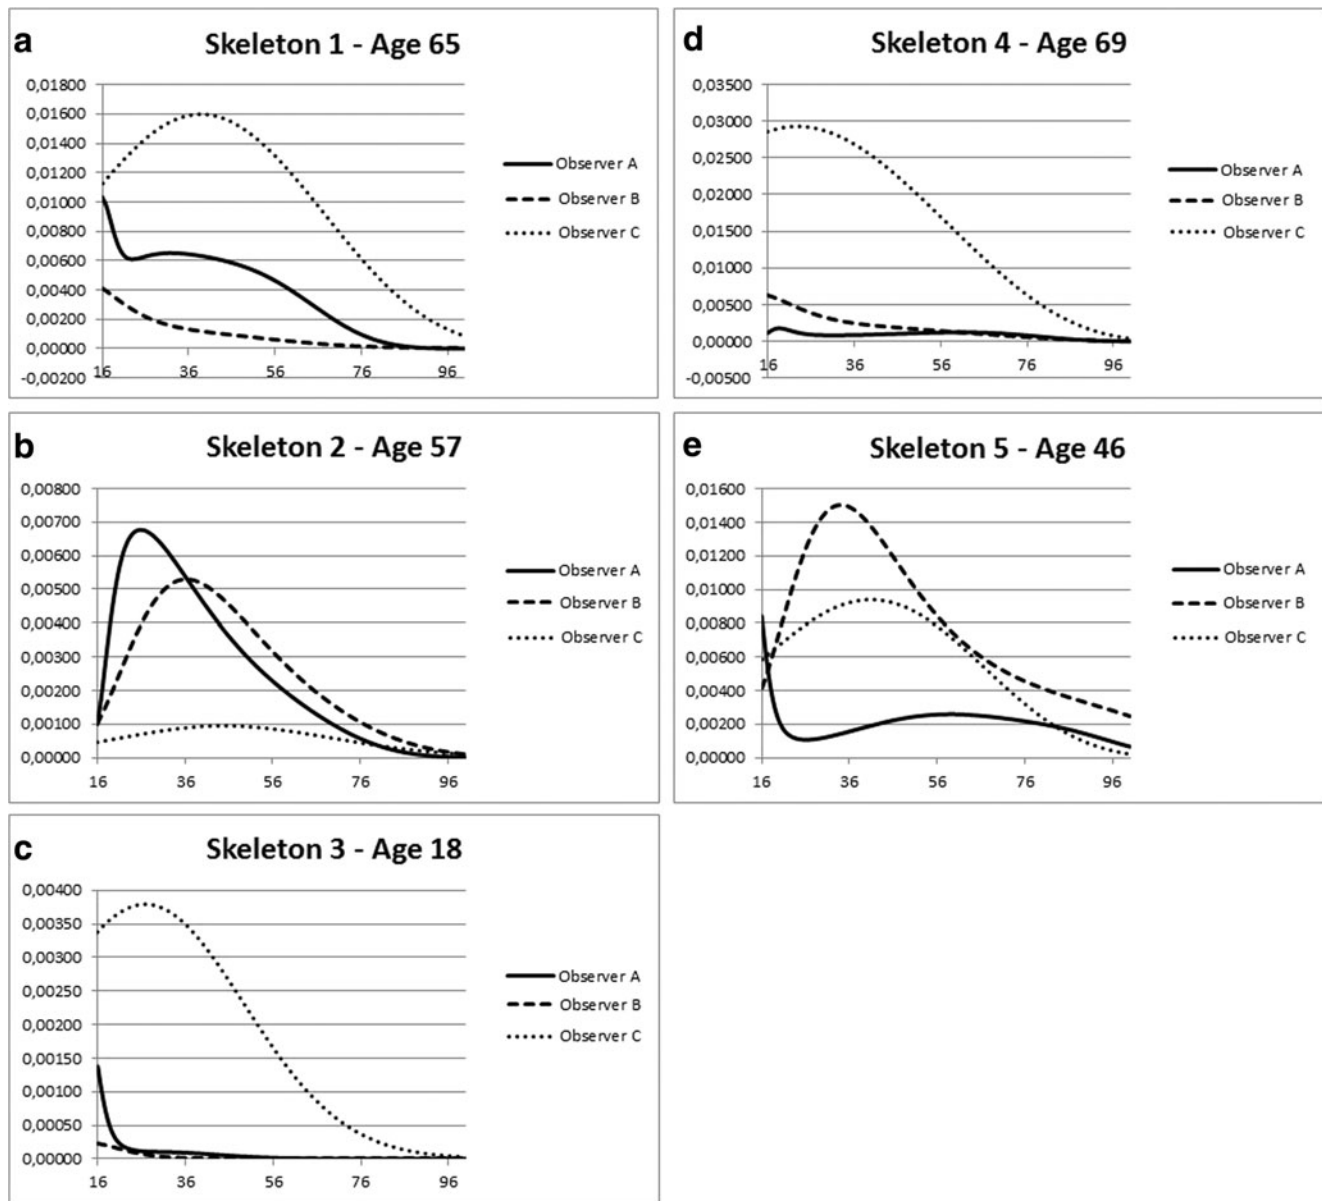 a
Skeleton 1 - Age 65
0,01800
0,01600
0,01400
0,01200
0,01000
0,00800
0,00600
0,00400
0,00200
0,00000
-0,00200
16 36 56 76 96
Observer A
Observer B
Observer C
d
Skeleton 4 - Age 69
0,03500
0,03000
0,02500
0,02000
0,01500
0,01000
0,00500
0,00000
-0,00500
16 36 56 76 96
Observer A
Observer B
Observer C
b
Skeleton 2 - Age 57
0,00800
0,00700
0,00600
0,00500
0,00400
0,00300
0,00200
0,00100
0,00000
16 36 56 76 96
Observer A
Observer B
Observer C
e
Skeleton 5 - Age 46
0,01600
0,01400
0,01200
0,01000
0,00800
0,00600
0,00400
0,00200
0,00000
16 36 56 76 96
Observer A
Observer B
Observer C
c
Skeleton 3 - Age 18
0,00400
0,00350
0,00300
0,00250
0,00200
0,00150
0,00100
0,00050
0,00000
16 36 56 76 96
Observer A
Observer B
Observer C